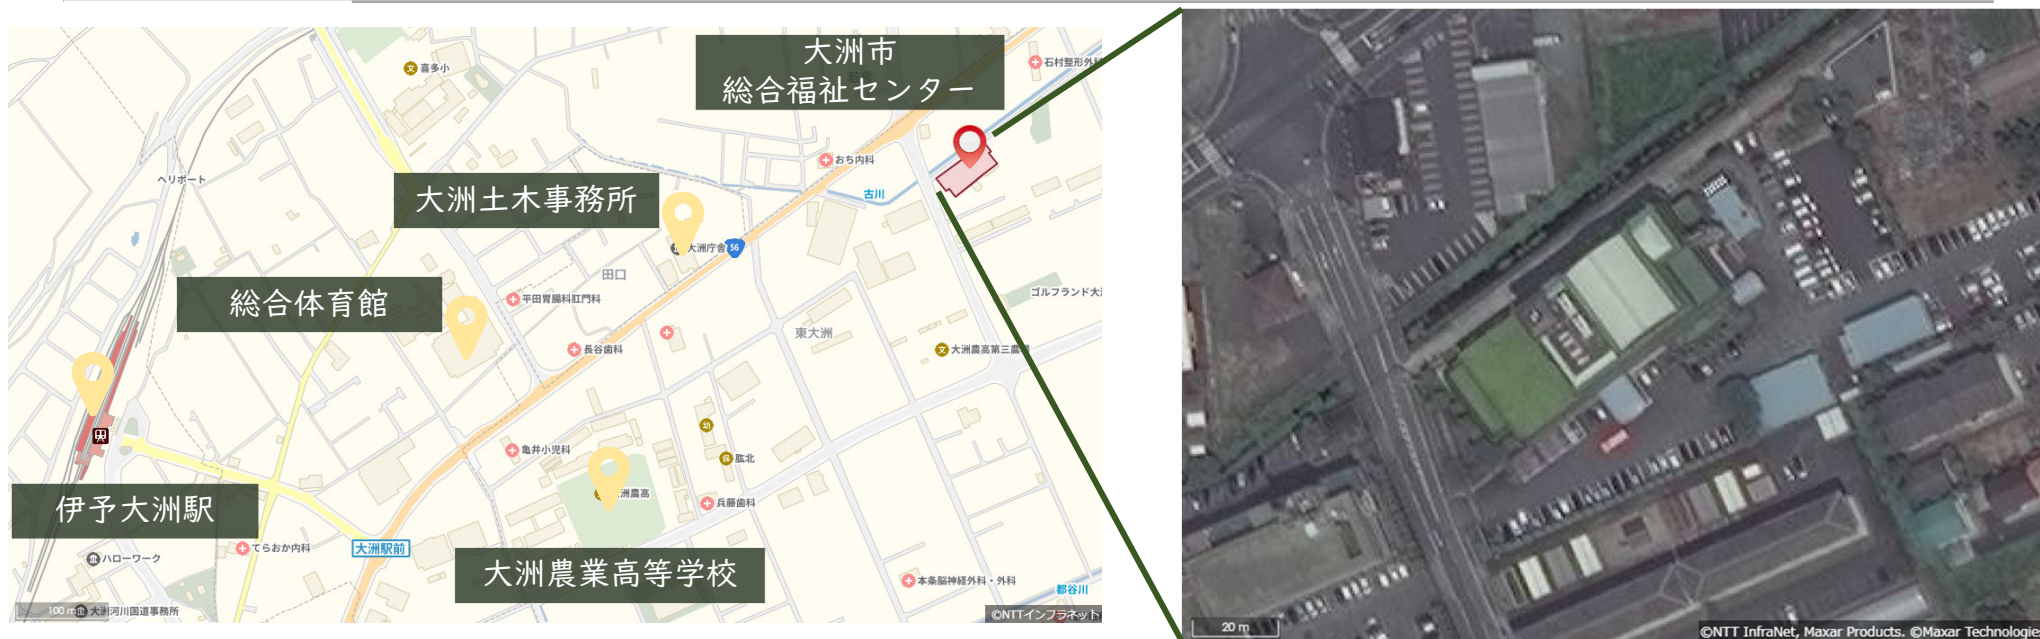 大洲市
総合福祉センター
石村整形外科
喜多小
おち内科
ヘリポート
古川
大洲土木事務所
大洲庁舎
56
田口
総合体育館
平田胃腸科肛門科
ゴルフランド大
東大洲
長谷歯科
大洲農高第三農場
幼
亀井小児科
肱北
伊予大洲駅
大洲農高
兵藤歯科
てらおか内科
大洲駅前
ハローワーク
大洲農業高等学校
本条脳神経外科・外科
都谷川
100 m
大洲河川国道事務所
©NTTインフラネット
20 m
©NTT InfraNet, Maxar Products. ©Maxar Technologie